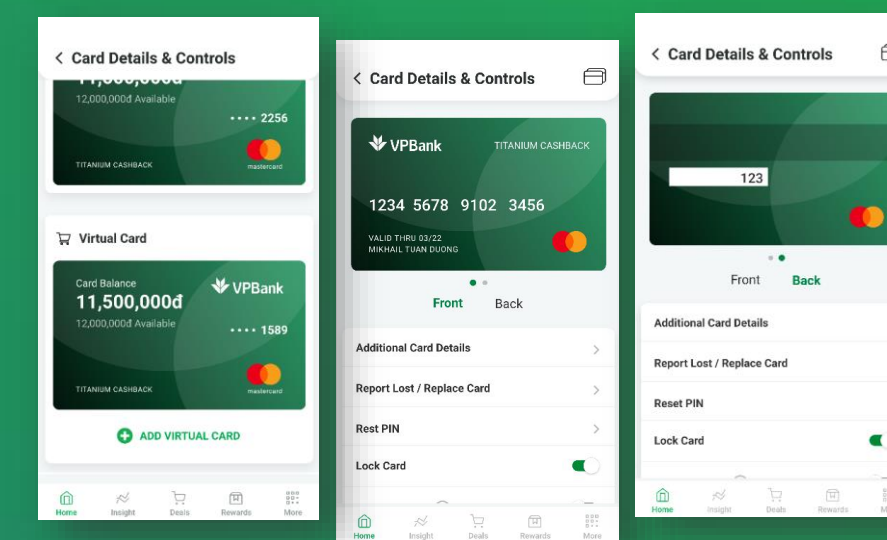 Card Details & Controls
12,000,000đ Available
•••• 2256
TITANIUM CASHBACK
mastercard
Virtual Card
Card Balance
11,500,000đ
VPBank
12,000,000đ Available
•••• 1589
TITANIUM CASHBACK
mastercard
ADD VIRTUAL CARD
Home
Insight
Deals
Rewards
More
Card Details & Controls
VPBank
TITANIUM CASHBACK
1234 5678 9102 3456
VALID THRU 03/22
MIKHAIL TUAN DUONG
Front
Back
Additional Card Details
Report Lost / Replace Card
Rest PIN
Lock Card
Home
Insight
Deals
Rewards
More
Card Details & Controls
123
Front
Back
Additional Card Details
Report Lost / Replace Card
Reset PIN
Lock Card
Home
Insight
Deals
Rewards